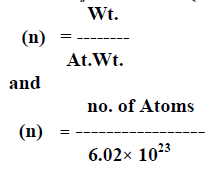 Wt.
(n) = --------
At.Wt.
and
no. of Atoms
(n) = -----------------
6.02× 10²³